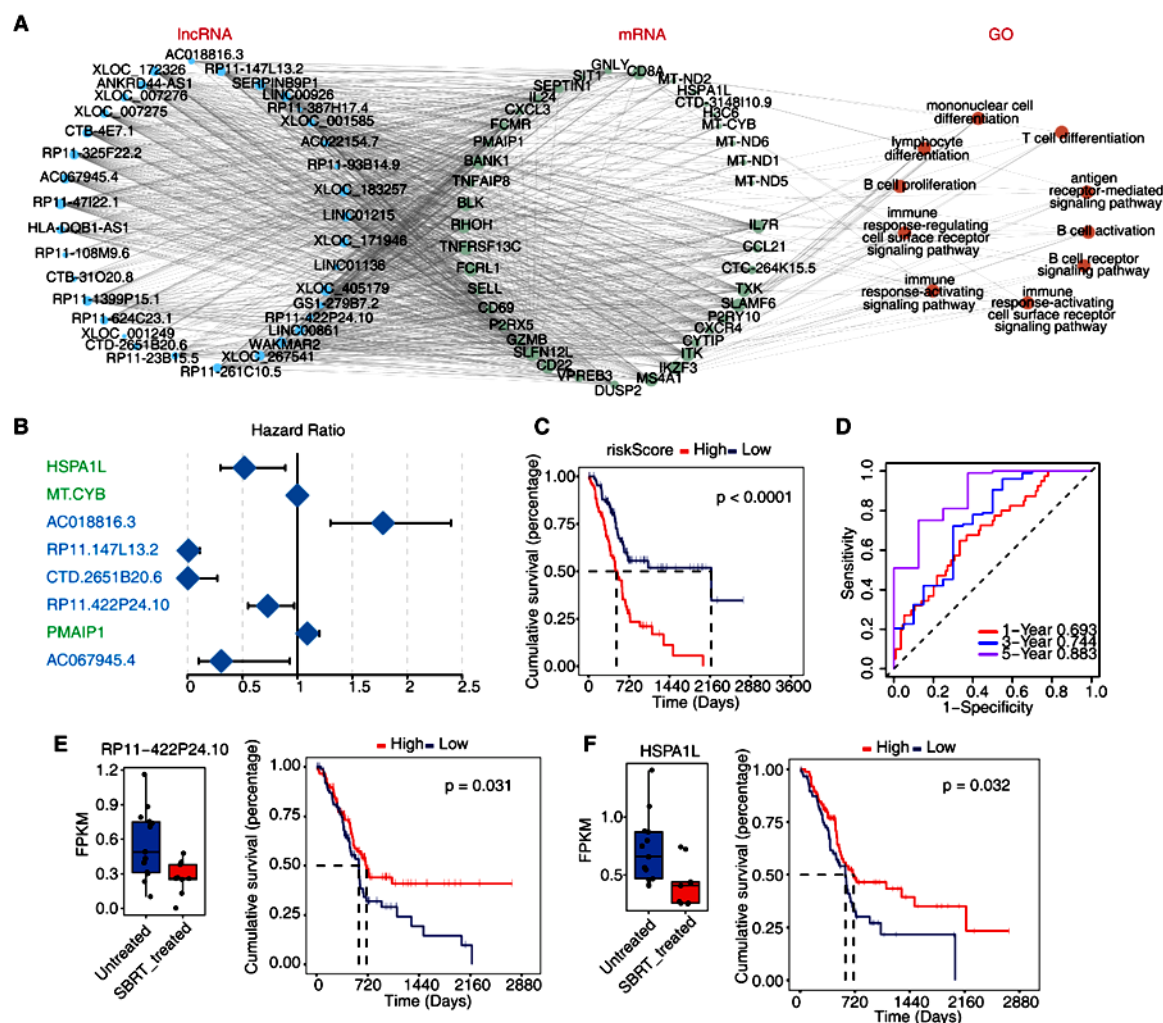 A
lncRNA
mRNA
GO
AC018816.3
XLOC_172326
RP11-147L13.2
ANKRD44-AS1
SERPINB9P1
XLOC_007276
LINC00926
XLOC_007275
RP11-387H17.4
XLOC_001585
CTB-4E7.1
AC022154.7
RP11-325F22.2
RP11-93B14.9
AC067945.4
XLOC_183257
RP11-47I22.1
LINC01215
HLA-DQB1-AS1
XLOC_171946
RP11-108M9.6
LINC01136
CTB-31O20.8
XLOC_405179
RP11-1399P15.1
GS1-279B7.2
RP11-624C23.1
RP11-422P24.10
XLOC_001249
LINC00861
CTD-2651B20.6
WAKMAR2
RP11-23B15.5
XLOC_267541
RP11-261C10.5
GNLY
SIT1
CD8A
SEPTIN1
MT-ND2
IL24
HSPA1L
CXCL3
CTD-3148I10.9
FCMR
H3C6
MT-CYB
PMAIP1
MT-ND6
BANK1
MT-ND1
TNFAIP8
MT-ND5
BLK
RHOH
IL7R
TNFRSF13C
CCL21
FCRL1
CTC-264K15.5
SELL
TXK
CD69
SLAMF6
P2RX5
P2RY10
GZMB
CXCR4
SLFN12L
CYTIP
CD22
ITK
VPREB3
IKZF3
DUSP2
MS4A1
mononuclear cell
differentiation
T cell differentiation
lymphocyte
differentiation
B cell proliferation
antigen
receptor-mediated
signaling pathway
immune
response-regulating
cell surface receptor
signaling pathway
B cell activation
B cell receptor
signaling pathway
immune
response-activating
signaling pathway
immune
response-activating
cell surface receptor
signaling pathway
B
Hazard Ratio
HSPA1L
MT.CYB
AC018816.3
RP11.147L13.2
CTD.2651B20.6
RP11.422P24.10
PMAIP1
AC067945.4
0 0.5 1 1.5 2 2.5
C
riskScore High Low
p < 0.0001
Cumulative survival (percentage)
1.00
0.75
0.50
0.25
0.00
0 720 1440 2160 2880 3600
Time (Days)
D
Sensitivity
1.0
0.8
0.6
0.4
0.2
0.0
1-Year 0.693
3-Year 0.744
5-Year 0.883
0.0 0.2 0.4 0.6 0.8 1.0
1-Specificity
E
RP11-422P24.10
FPKM
1.2
0.9
0.6
0.3
0.0
Untreated
SBRT_treated
High Low
p = 0.031
Cumulative survival (percentage)
1.00
0.75
0.50
0.25
0.00
0 720 1440 2160 2880
Time (Days)
F
HSPA1L
FPKM
1.0
0.5
Untreated
SBRT_treated
High Low
p = 0.032
Cumulative survival (percentage)
1.00
0.75
0.50
0.25
0.00
0 720 1440 2160 2880
Time (Days)